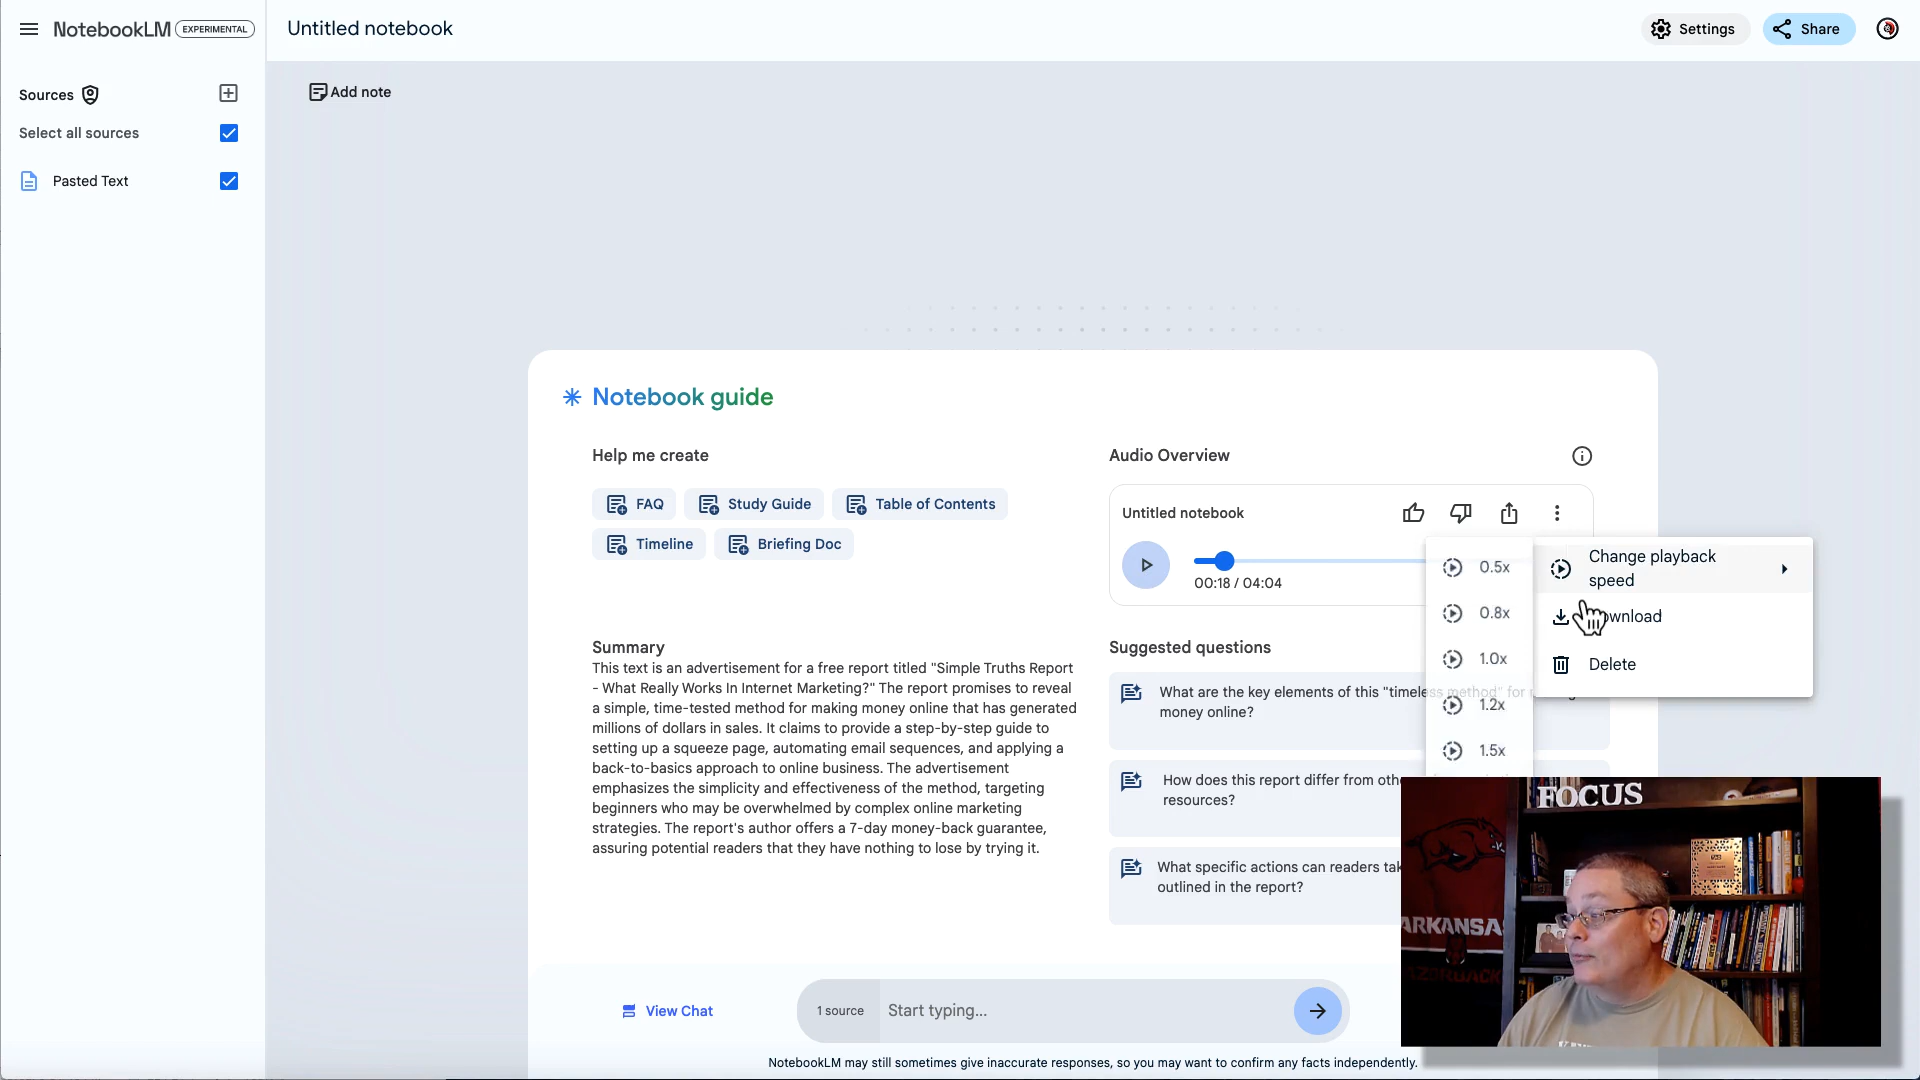 NotebookLM EXPERIMENTAL
Untitled notebook
Settings
Share
Sources
Select all sources
Pasted Text
Add note
Notebook guide
Help me create
FAQ
Study Guide
Table of Contents
Timeline
Briefing Doc
Summary
This text is an advertisement for a free report titled "Simple Truths Report
- What Really Works In Internet Marketing?" The report promises to reveal
a simple, time-tested method for making money online that has generated
millions of dollars in sales. It claims to provide a step-by-step guide to
setting up a squeeze page, automating email sequences, and applying a
back-to-basics approach to online business. The advertisement
emphasizes the simplicity and effectiveness of the method, targeting
beginners who may be overwhelmed by complex online marketing
strategies. The report's author offers a 7-day money-back guarantee,
assuring potential readers that they have nothing to lose by trying it.
Audio Overview
Untitled notebook
00:18 / 04:04
0.5x
0.8x
1.0x
1.2x
1.5x
Change playback
speed
Download
Delete
Suggested questions
What are the key elements of this "timeless method" for
money online?
How does this report differ from
resources?
What specific actions can readers
outlined in the report?
View Chat
1 source
Start typing...
NotebookLM may still sometimes give inaccurate responses, so you may want to confirm any facts independently.
FOCUS
ARKANSAS